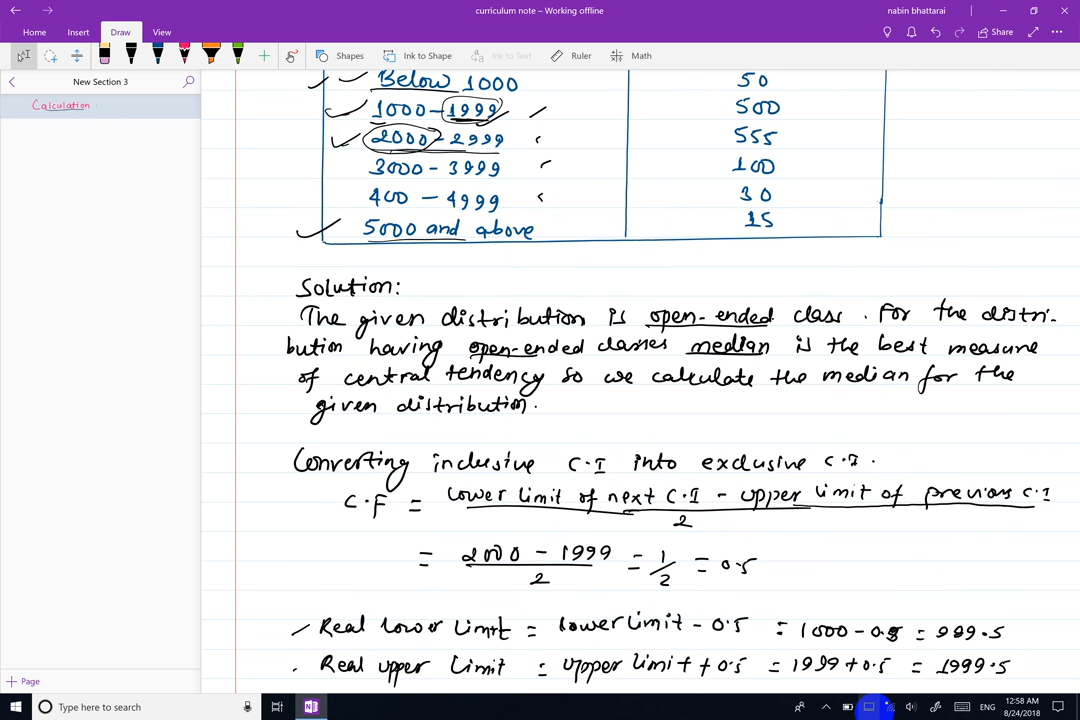 curriculum note – Working offline
nabin bhattarai
Home Insert Draw View
Share
Shapes Ink to Shape Ink to Text Ruler Math
New Section 3
Calculation
Below 1000 50
1000 - 1999 500
2000 - 2999 555
3000 - 3999 100
400 - 4999 30
5000 and above 15
Solution:
The given distribution is open-ended class. For the distri-
bution having open-ended classes median is the best measure
of central tendency so we calculate the median for the
given distribution.
Converting inclusive C.I into exclusive C.I.
C.F = lower limit of next C.I - upper limit of previous C.I
2
= 2000 - 1999 = 1/2 = 0.5
2
Real lower limit = lower limit - 0.5 = 1000 - 0.5 = 999.5
Real upper limit = upper limit + 0.5 = 1999 + 0.5 = 1999.5
+ Page
Type here to search
ENG
12:58 AM
8/24/2018